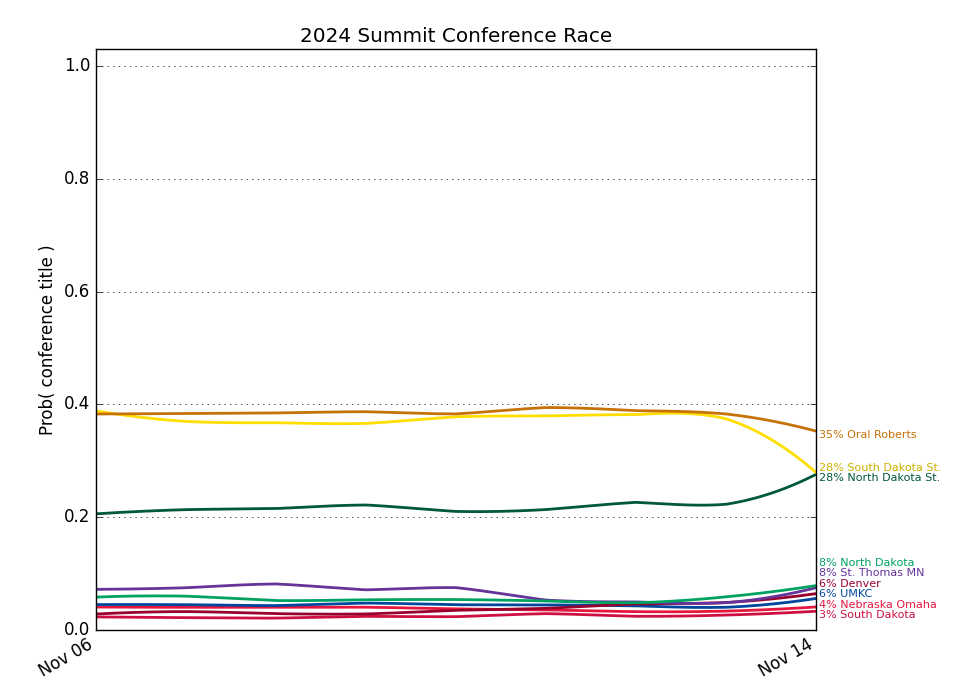 2024 Summit Conference Race
Prob( conference title )
1.0
0.8
0.6
0.4
0.2
0.0
Nov 06
Nov 14
35% Oral Roberts
28% South Dakota St.
28% North Dakota St.
8% North Dakota
8% St. Thomas MN
6% Denver
6% UMKC
4% Nebraska Omaha
3% South Dakota